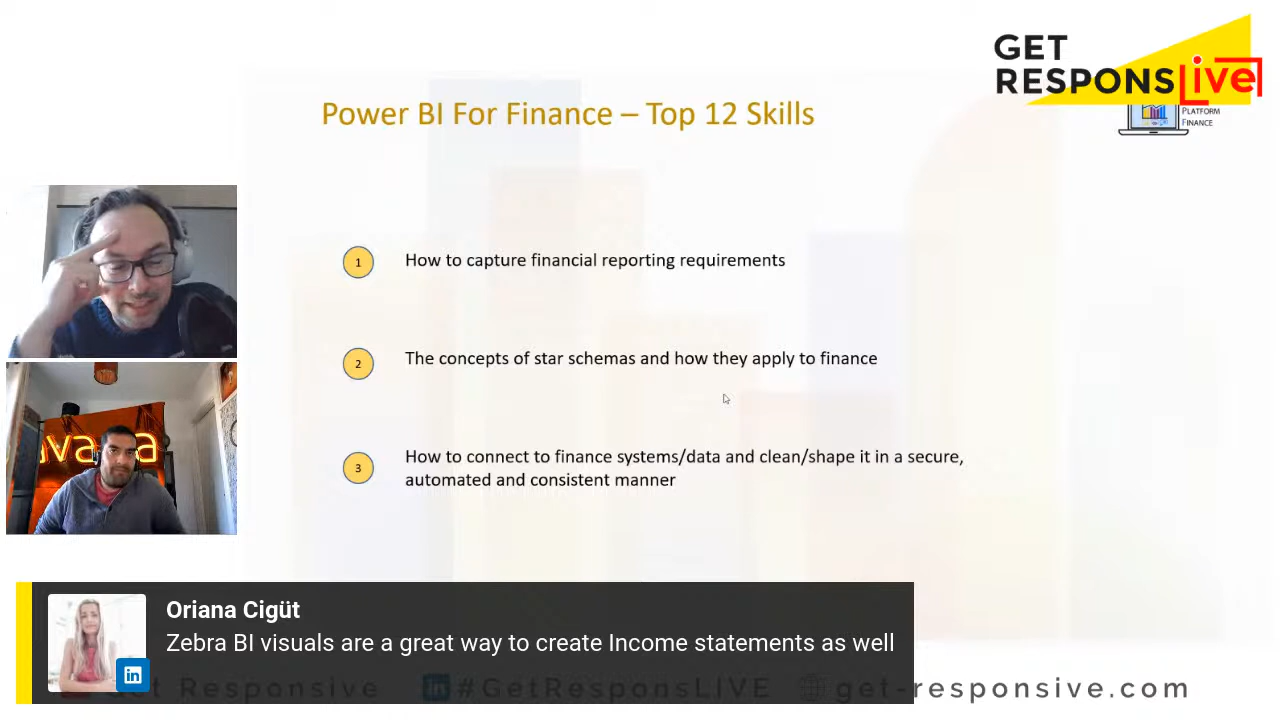 GET
RESPONSLive
PLATFORM
FINANCE
Power BI For Finance – Top 12 Skills
1
How to capture financial reporting requirements
2
The concepts of star schemas and how they apply to finance
3
How to connect to finance systems/data and clean/shape it in a secure,
automated and consistent manner
Oriana Cigüt
Zebra BI visuals are a great way to create Income statements as well
in
Responsive
in #GetResponsLIVE
get-responsive.com